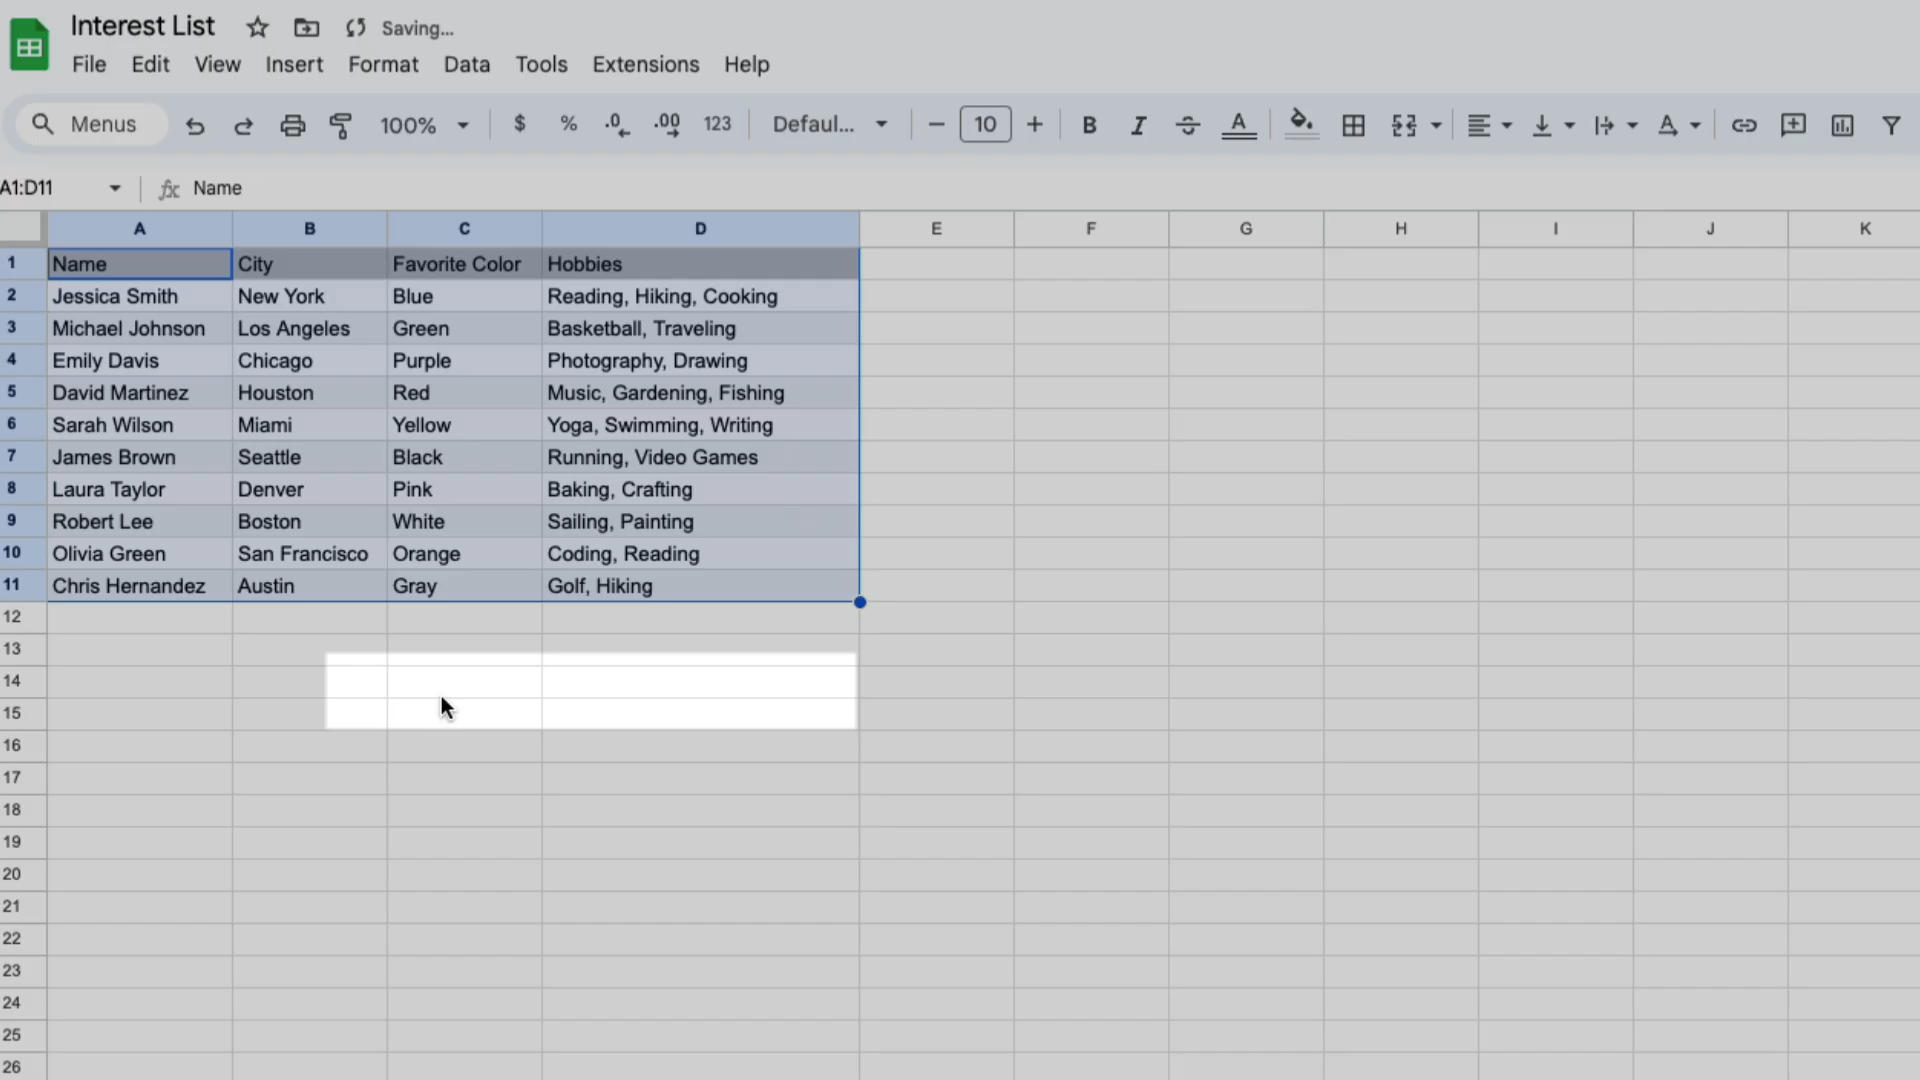 Interest List Saving...
File Edit View Insert Format Data Tools Extensions Help
Menus 100% $ % .0 .00 123 Defaul... − 10 + B I S A A
A1:D11 fx Name
A B C D E F G H I J K
1 Name City Favorite Color Hobbies
2 Jessica Smith New York Blue Reading, Hiking, Cooking
3 Michael Johnson Los Angeles Green Basketball, Traveling
4 Emily Davis Chicago Purple Photography, Drawing
5 David Martinez Houston Red Music, Gardening, Fishing
6 Sarah Wilson Miami Yellow Yoga, Swimming, Writing
7 James Brown Seattle Black Running, Video Games
8 Laura Taylor Denver Pink Baking, Crafting
9 Robert Lee Boston White Sailing, Painting
10 Olivia Green San Francisco Orange Coding, Reading
11 Chris Hernandez Austin Gray Golf, Hiking
12
13
14
15
16
17
18
19
20
21
22
23
24
25
26